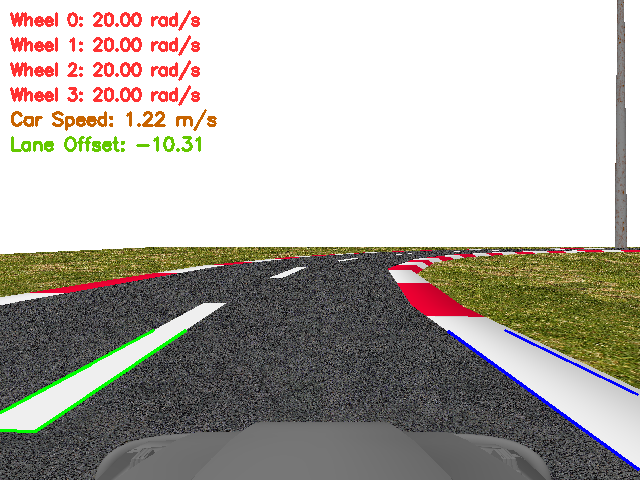 Wheel 0: 20.00 rad/s
Wheel 1: 20.00 rad/s
Wheel 2: 20.00 rad/s
Wheel 3: 20.00 rad/s
Car Speed: 1.22 m/s
Lane Offset: -10.31